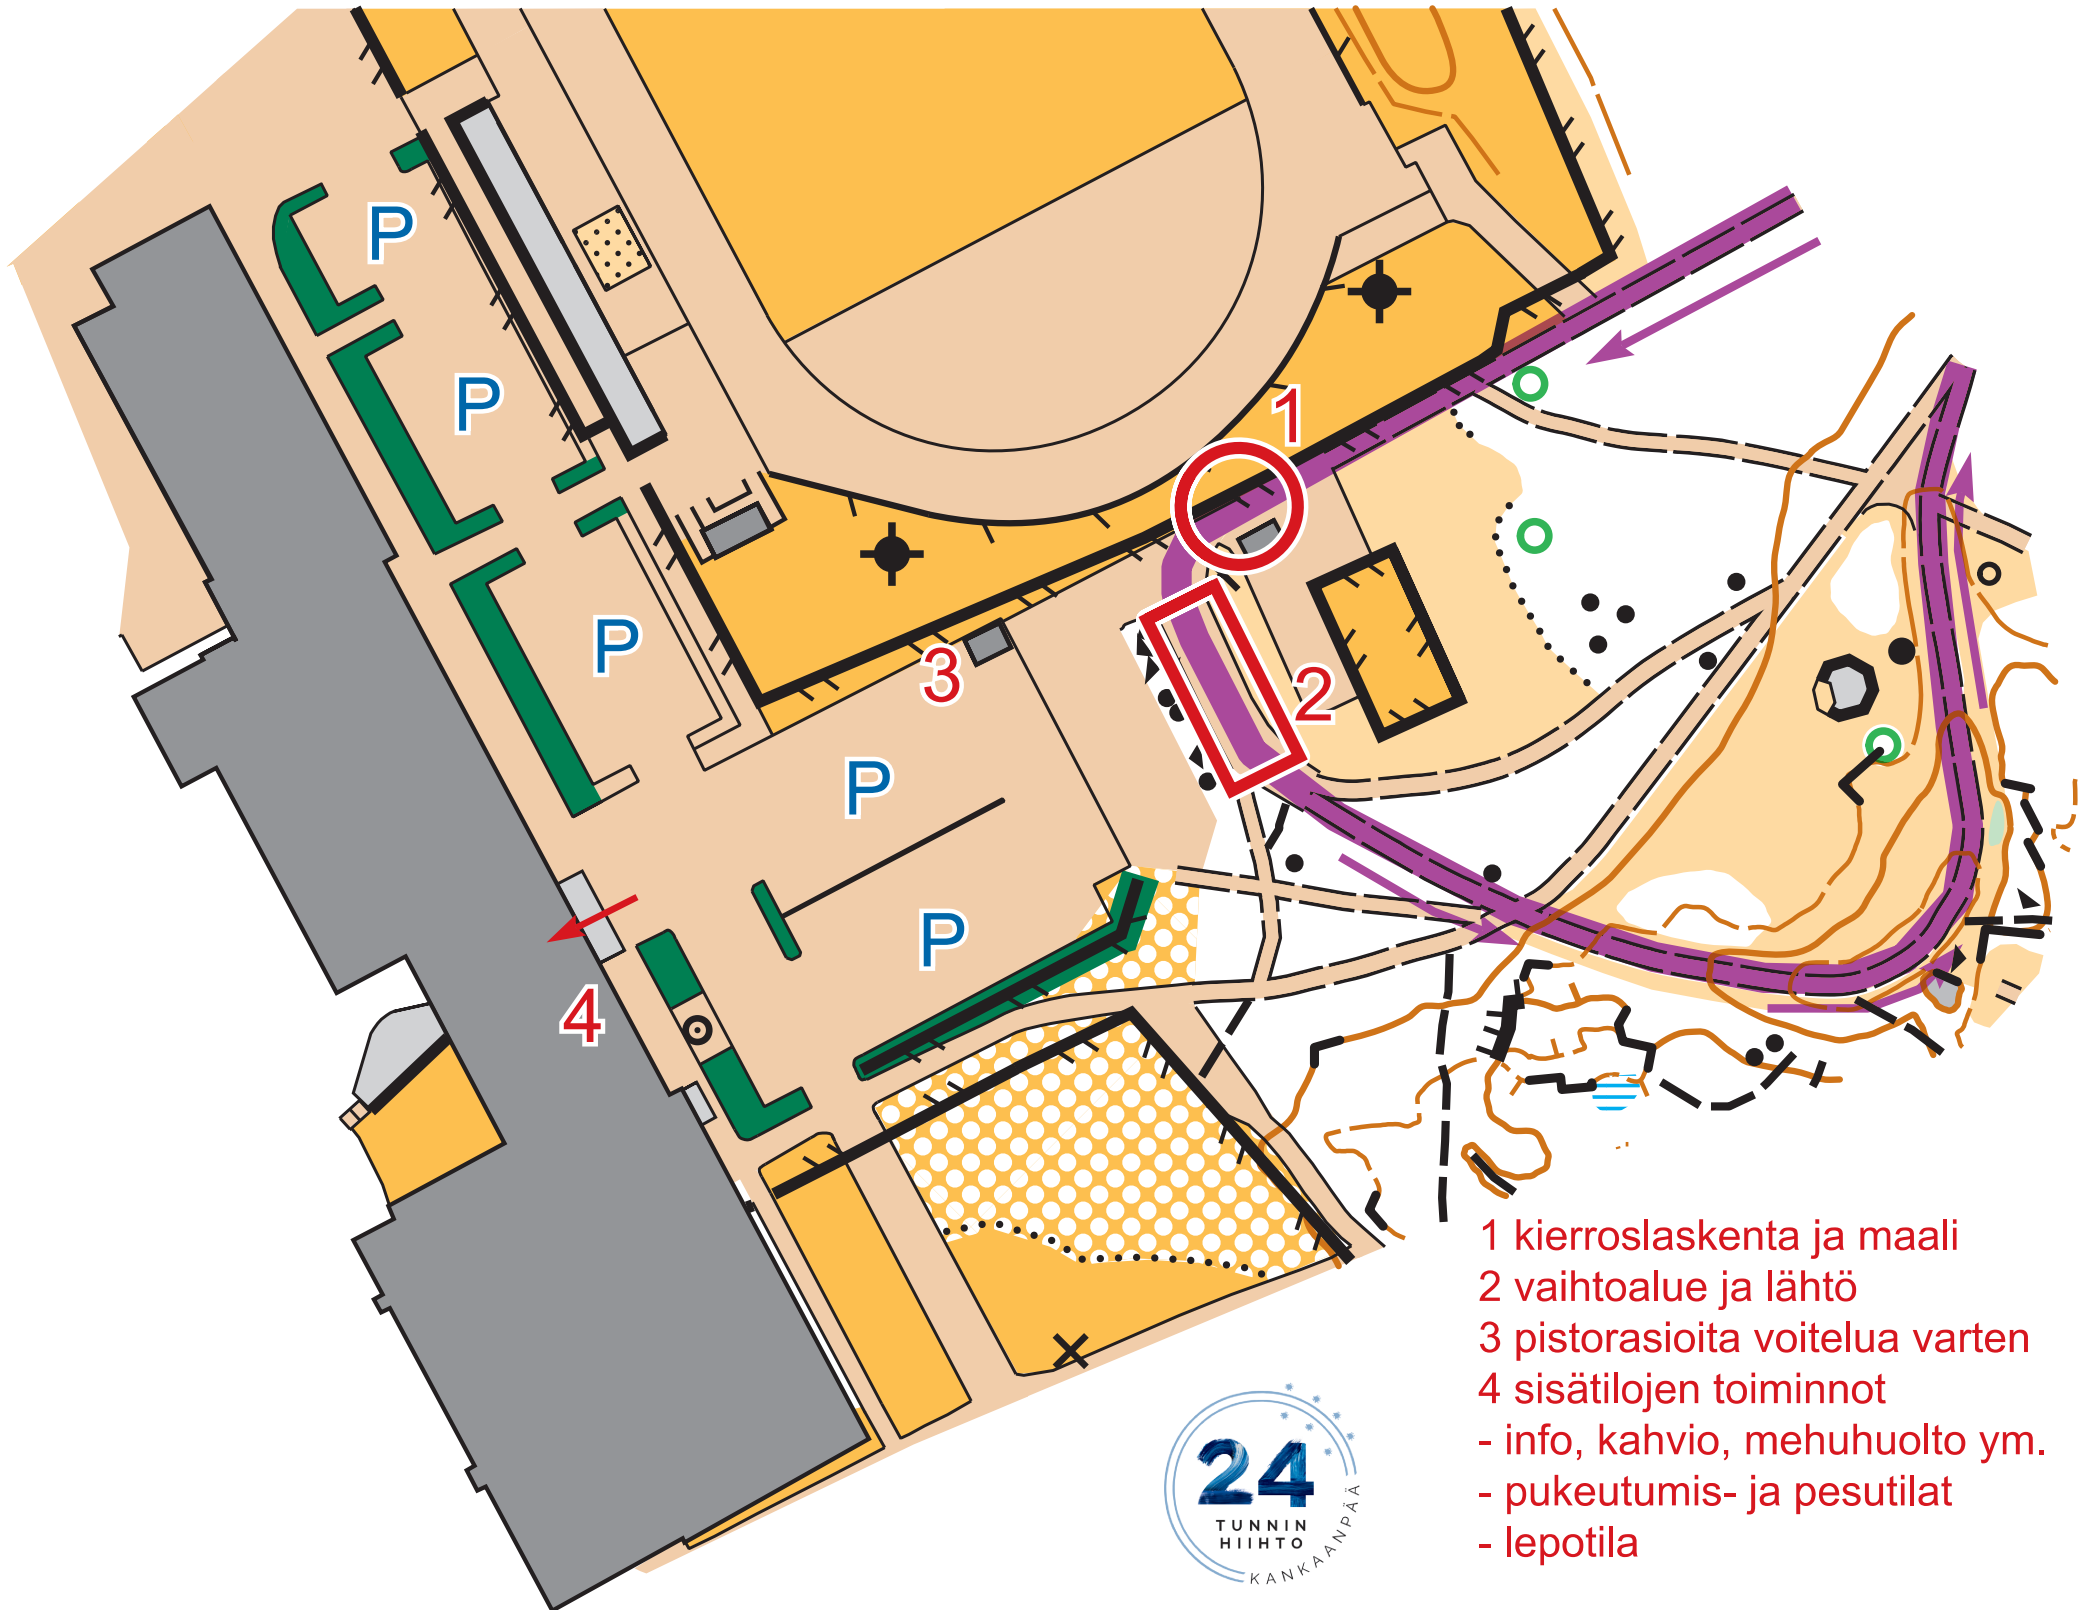 P
1
P
P
3
2
P
P
4
1 kierroslaskenta ja maali
2 vaihtoalue ja lähtö
3 pistorasioita voitelua varten
4 sisätilojen toiminnot
- info, kahvio, mehuhuolto ym.
- pukeutumis- ja pesutilat
- lepotila
24
TUNNIN
HIIHTO
KANKAANPÄÄ